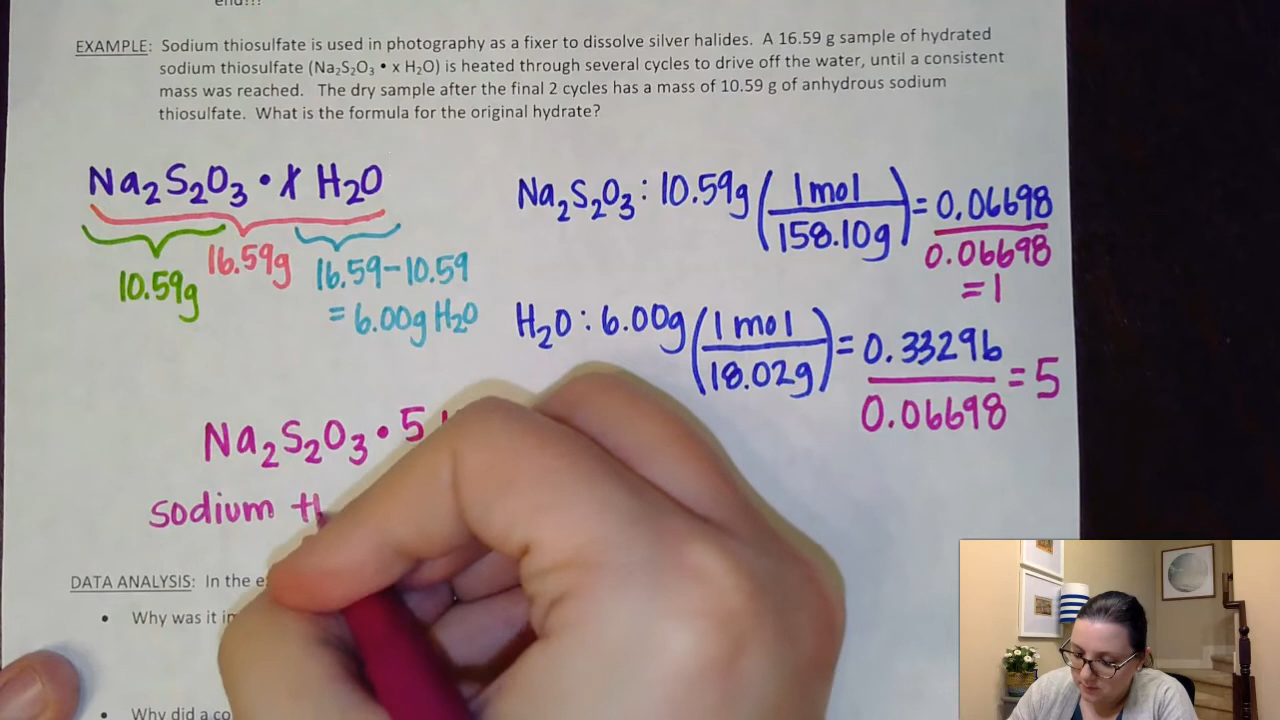 end!!!
EXAMPLE: Sodium thiosulfate is used in photography as a fixer to dissolve silver halides. A 16.59 g sample of hydrated
sodium thiosulfate (Na₂S₂O₃ • x H₂O) is heated through several cycles to drive off the water, until a consistent
mass was reached. The dry sample after the final 2 cycles has a mass of 10.59 g of anhydrous sodium
thiosulfate. What is the formula for the original hydrate?
Na₂S₂O₃ • x H₂O
10.59g
16.59g
16.59-10.59
= 6.00g H₂O
Na₂S₂O₃: 10.59g (1 mol / 158.10g) = 0.06698 / 0.06698
= 1
H₂O: 6.00g (1 mol / 18.02g) = 0.33296 / 0.06698 = 5
Na₂S₂O₃ • 5
sodium th
DATA ANALYSIS: In the e
• Why was it in
• Why did a co